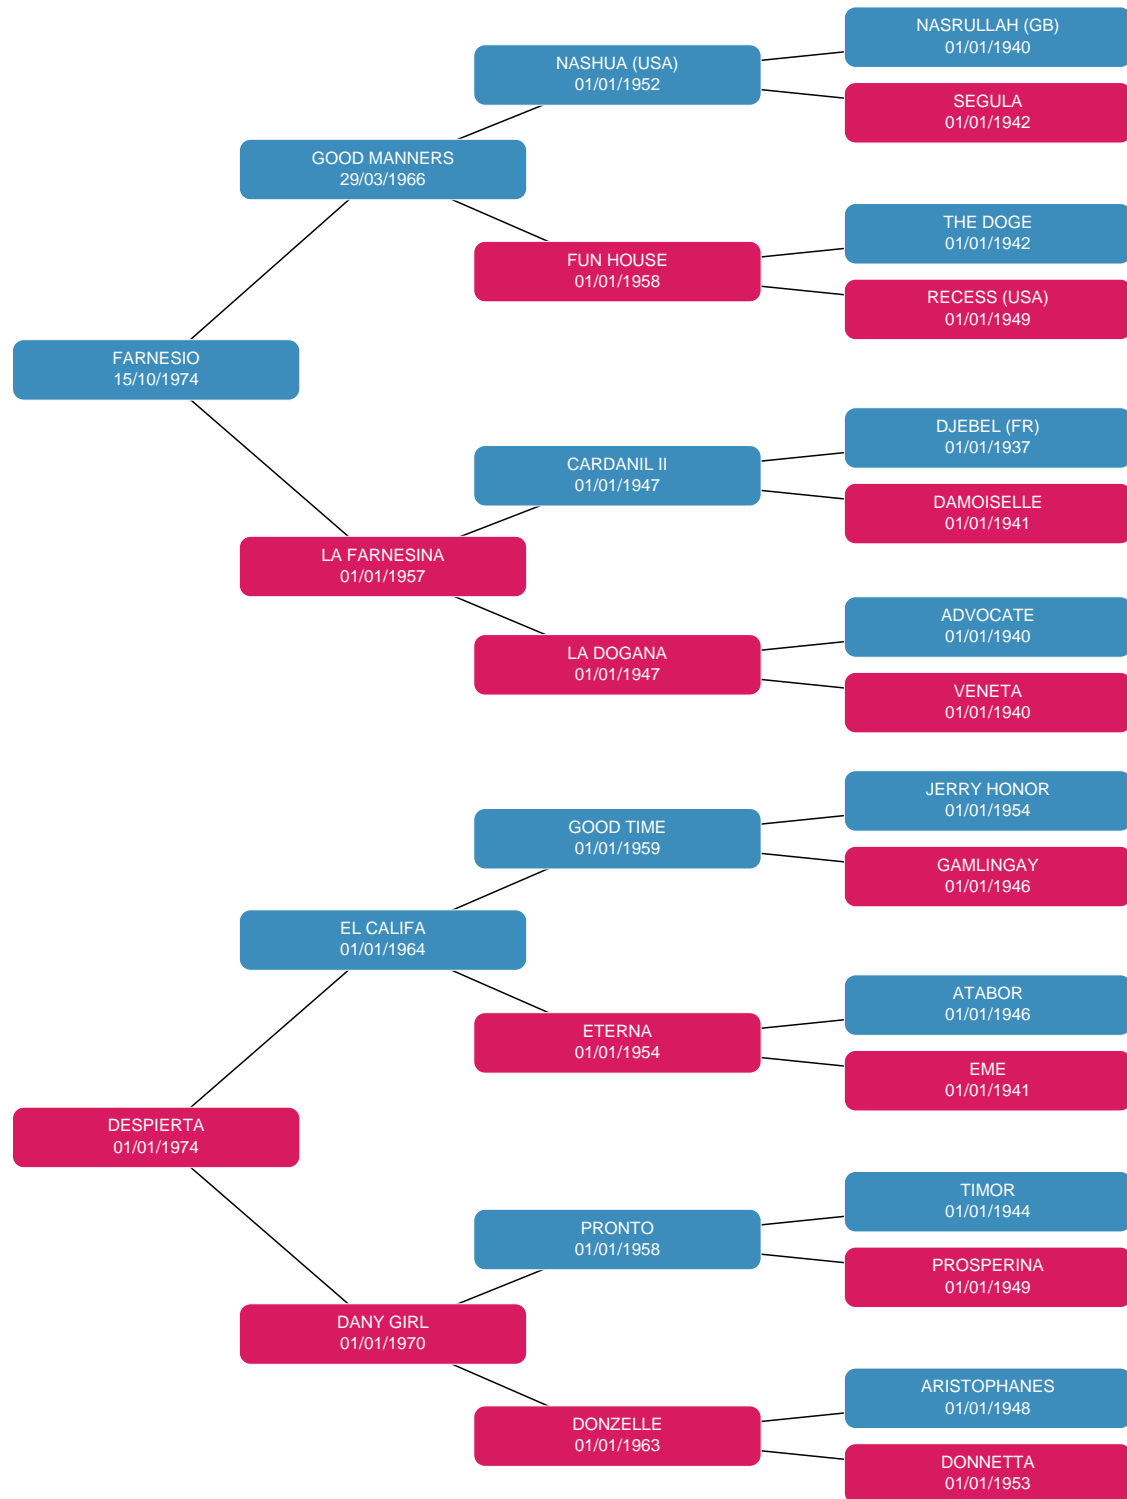 NASRULLAH (GB)
01/01/1940
NASHUA (USA)
01/01/1952
SEGULA
01/01/1942
GOOD MANNERS
29/03/1966
THE DOGE
01/01/1942
FUN HOUSE
01/01/1958
RECESS (USA)
01/01/1949
FARNESIO
15/10/1974
DJEBEL (FR)
01/01/1937
CARDANIL II
01/01/1947
DAMOISELLE
01/01/1941
LA FARNESINA
01/01/1957
ADVOCATE
01/01/1940
LA DOGANA
01/01/1947
VENETA
01/01/1940
JERRY HONOR
01/01/1954
GOOD TIME
01/01/1959
GAMLINGAY
01/01/1946
EL CALIFA
01/01/1964
ATABOR
01/01/1946
ETERNA
01/01/1954
EME
01/01/1941
DESPIERTA
01/01/1974
TIMOR
01/01/1944
PRONTO
01/01/1958
PROSPERINA
01/01/1949
DANY GIRL
01/01/1970
ARISTOPHANES
01/01/1948
DONZELLE
01/01/1963
DONNETTA
01/01/1953